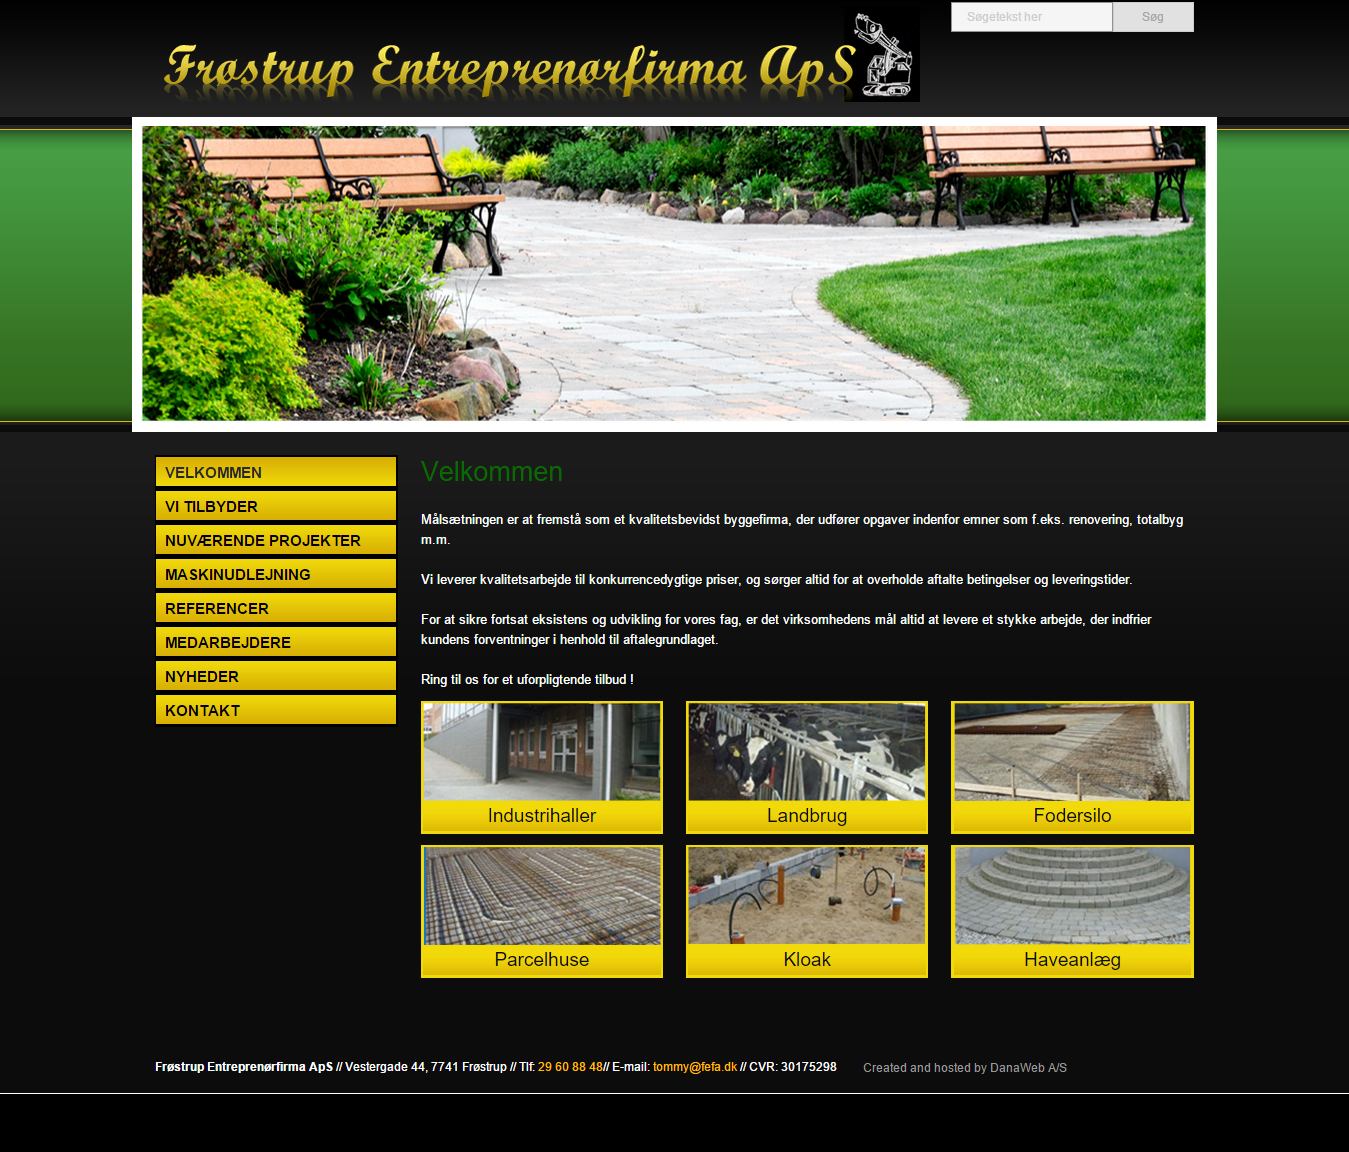 Frøstrup Entreprenørfirma ApS
Søgetekst her
Søg
VELKOMMEN
VI TILBYDER
NUVÆRENDE PROJEKTER
MASKINUDLEJNING
REFERENCER
MEDARBEJDERE
NYHEDER
KONTAKT
Velkommen
Målsætningen er at fremstå som et kvalitetsbevidst byggefirma, der udfører opgaver indenfor emner som f.eks. renovering, totalbyg
m.m.
Vi leverer kvalitetsarbejde til konkurrencedygtige priser, og sørger altid for at overholde aftalte betingelser og leveringstider.
For at sikre fortsat eksistens og udvikling for vores fag, er det virksomhedens mål altid at levere et stykke arbejde, der indfrier
kundens forventninger i henhold til aftalegrundlaget.
Ring til os for et uforpligtende tilbud !
Industrihaller
Landbrug
Fodersilo
Parcelhuse
Kloak
Haveanlæg
Frøstrup Entreprenørfirma ApS // Vestergade 44, 7741 Frøstrup // Tlf: 29 60 88 48// E-mail: tommy@fefa.dk // CVR: 30175298
Created and hosted by DanaWeb A/S